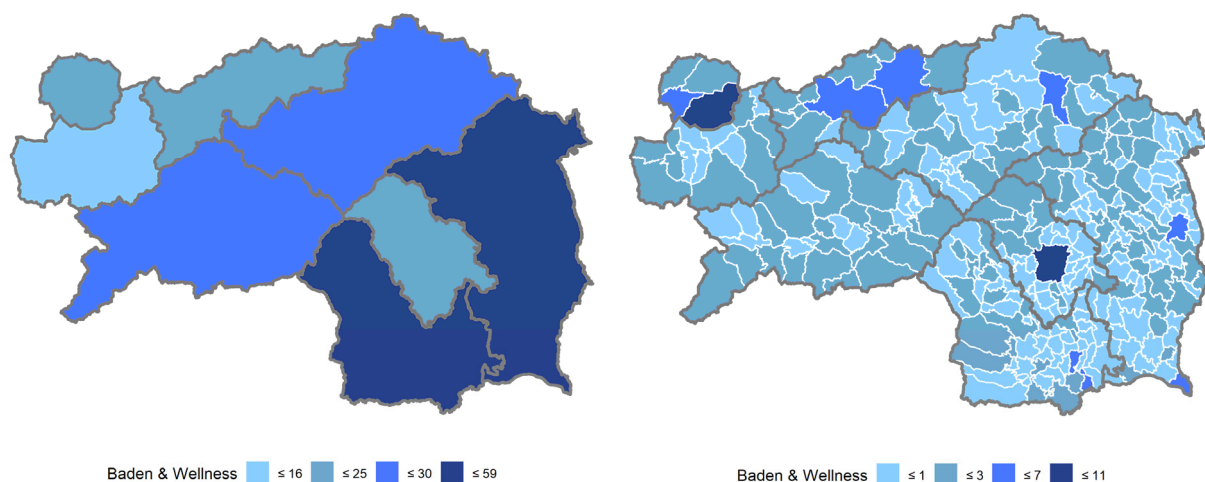 Baden & Wellness ≤ 16 ≤ 25 ≤ 30 ≤ 59
Baden & Wellness ≤ 1 ≤ 3 ≤ 7 ≤ 11